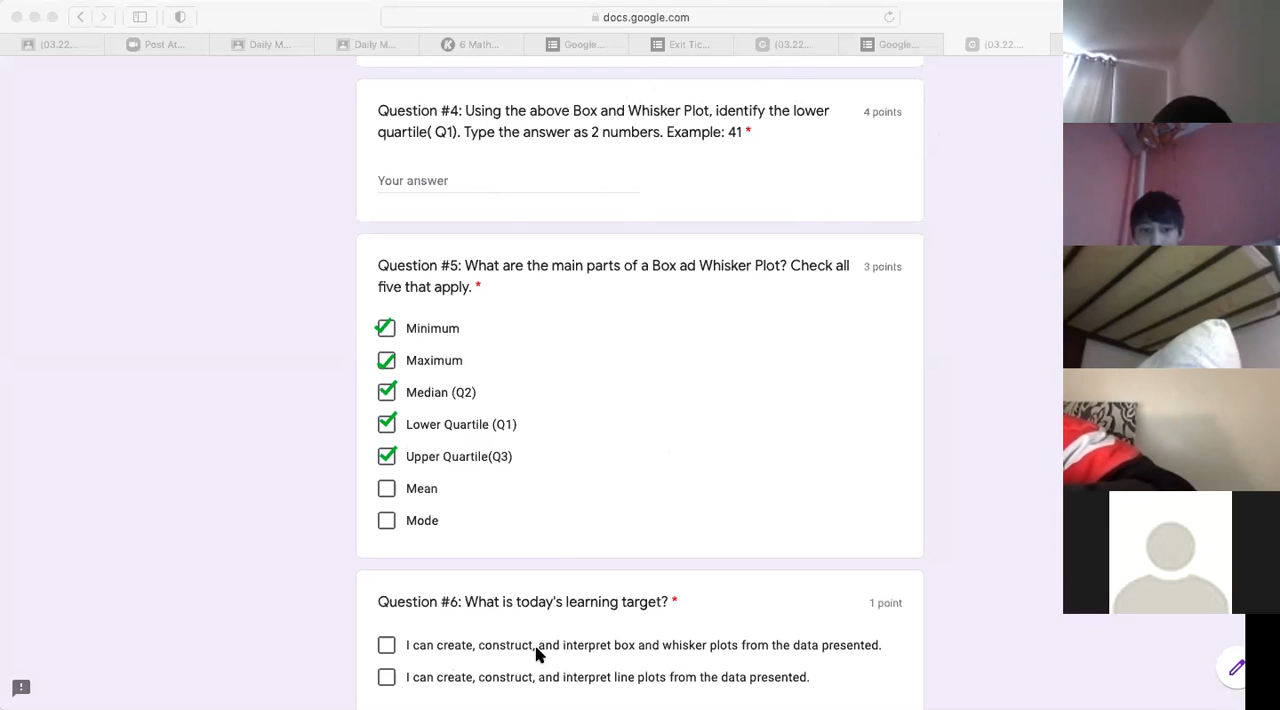 docs.google.com
(03.22....
Post At...
Daily M...
Daily M...
6 Math...
Google...
Exit Tic...
(03.22....
Google...
(03.22....
Question #4: Using the above Box and Whisker Plot, identify the lower
quartile( Q1). Type the answer as 2 numbers. Example: 41 *
4 points
Your answer
Question #5: What are the main parts of a Box ad Whisker Plot? Check all
five that apply. *
3 points
Minimum
Maximum
Median (Q2)
Lower Quartile (Q1)
Upper Quartile(Q3)
Mean
Mode
Question #6: What is today's learning target? *
1 point
I can create, construct, and interpret box and whisker plots from the data presented.
I can create, construct, and interpret line plots from the data presented.